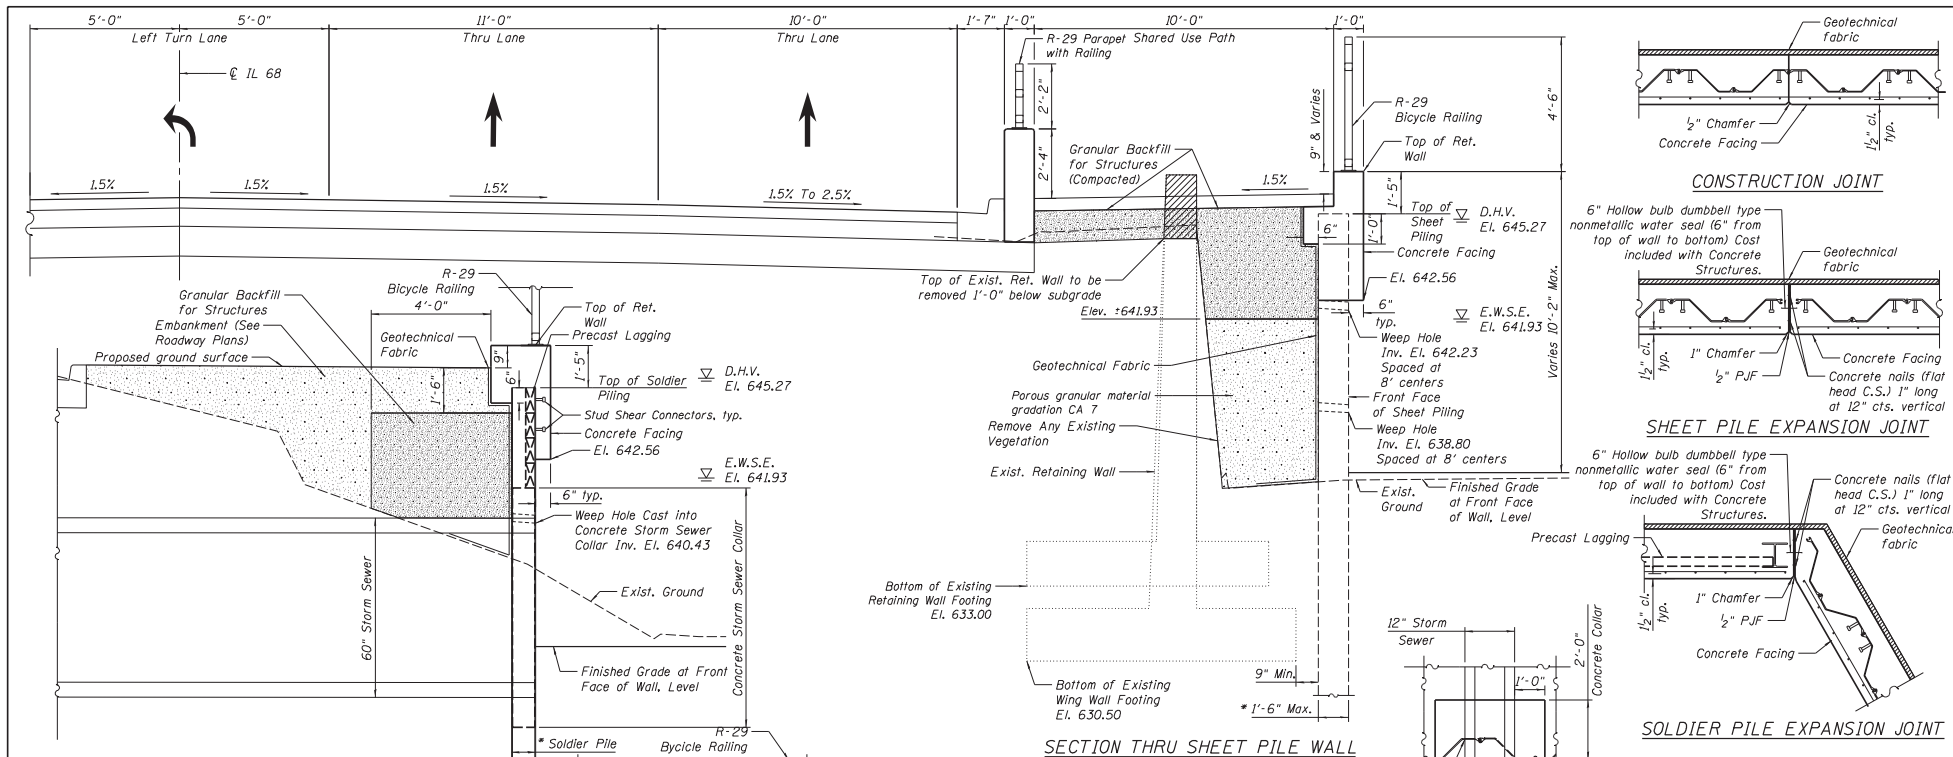 5'-0"
5'-0"
11'-0"
10'-0"
1'-7"
1'-0"
10'-0"
1'-0"
Left Turn Lane
Thru Lane
Thru Lane
℄ IL 68
R-29 Parapet Shared Use Path
with Railing
2'-2"
2'-4"
9" & Varies
4'-6"
R-29
Bicycle Railing
Top of Ret.
Wall
Granular Backfill
for Structures
(Compacted)
1.5%
1.5%
1.5%
1.5% To 2.5%
1.5%
1'-5"
1'-0"
6"
Top of
Sheet
Piling
D.H.V.
El. 645.27
Concrete Facing
El. 642.56
Top of Exist. Ret. Wall to be
removed 1'-0" below subgrade
Elev. ±641.93
6"
typ.
E.W.S.E.
El. 641.93
Varies 10'-2" Max.
Weep Hole
Inv. El. 642.23
Spaced at
8' centers
Front Face
of Sheet Piling
Weep Hole
Inv. El. 638.80
Spaced at 8' centers
Geotechnical Fabric
Porous granular material
gradation CA 7
Remove Any Existing
Vegetation
Exist. Retaining Wall
Exist.
Ground
Finished Grade
at Front Face
of Wall, Level
Bottom of Existing
Retaining Wall Footing
El. 633.00
Bottom of Existing
Wing Wall Footing
El. 630.50
9" Min.
* 1'-6" Max.
SECTION THRU SHEET PILE WALL
R-29
Bicycle Railing
Granular Backfill
for Structures
4'-0"
Top of Ret.
Wall
Precast Lagging
Embankment (See
Roadway Plans)
Geotechnical
Fabric
Proposed ground surface
9"
6"
1'-5"
1'-6"
Top of Soldier
Piling
D.H.V.
El. 645.27
Stud Shear Connectors, typ.
Concrete Facing
El. 642.56
E.W.S.E.
El. 641.93
6" typ.
Weep Hole Cast into
Concrete Storm Sewer
Collar Inv. El. 640.43
Exist. Ground
60" Storm Sewer
Concrete Storm Sewer Collar
Finished Grade at Front
Face of Wall, Level
* Soldier Pile
R-29
Bycicle Railing
12" Storm
Sewer
1'-0"
2'-0"
Concrete Collar
Geotechnical
fabric
1/2" Chamfer
Concrete Facing
1 1/2" cl.
typ.
CONSTRUCTION JOINT
6" Hollow bulb dumbbell type
nonmetallic water seal (6" from
top of wall to bottom) Cost
included with Concrete
Structures.
Geotechnical
fabric
1 1/2" cl.
typ.
1" Chamfer
1/2" PJF
Concrete Facing
Concrete nails (flat
head C.S.) 1" long
at 12" cts. vertical
SHEET PILE EXPANSION JOINT
6" Hollow bulb dumbbell type
nonmetallic water seal (6" from
top of wall to bottom) Cost
included with Concrete
Structures.
Concrete nails (flat
head C.S.) 1" long
at 12" cts. vertical
Precast Lagging
Geotechnical
fabric
1 1/2" cl.
typ.
1" Chamfer
1/2" PJF
Concrete Facing
SOLDIER PILE EXPANSION JOINT